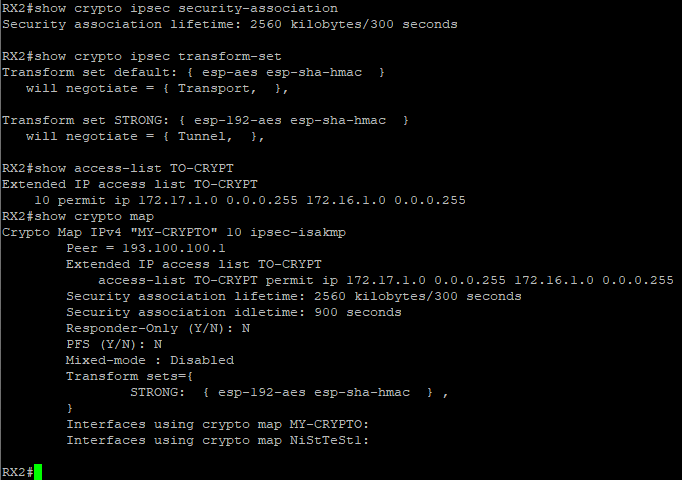 RX2#show crypto ipsec security-association
Security association lifetime: 2560 kilobytes/300 seconds
RX2#show crypto ipsec transform-set
Transform set default: { esp-aes esp-sha-hmac  }
   will negotiate = { Transport,  },
Transform set STRONG: { esp-192-aes esp-sha-hmac  }
   will negotiate = { Tunnel,  },
RX2#show access-list TO-CRYPT
Extended IP access list TO-CRYPT
    10 permit ip 172.17.1.0 0.0.0.255 172.16.1.0 0.0.0.255
RX2#show crypto map
Crypto Map IPv4 "MY-CRYPTO" 10 ipsec-isakmp
        Peer = 193.100.100.1
        Extended IP access list TO-CRYPT
            access-list TO-CRYPT permit ip 172.17.1.0 0.0.0.255 172.16.1.0 0.0.0.255
        Security association lifetime: 2560 kilobytes/300 seconds
        Security association idletime: 900 seconds
        Responder-Only (Y/N): N
        PFS (Y/N): N
        Mixed-mode : Disabled
        Transform sets={
                STRONG:  { esp-192-aes esp-sha-hmac  } ,
        }
        Interfaces using crypto map MY-CRYPTO:
        Interfaces using crypto map NiStTeSt1:
RX2#